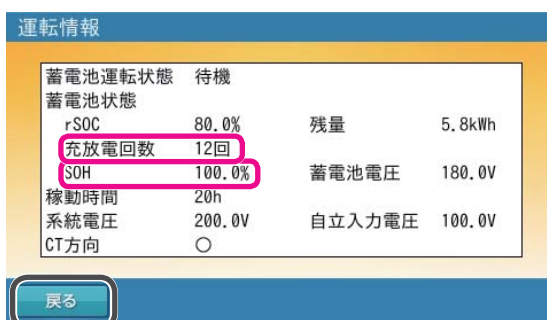 運転情報
蓄電池運転状態 待機
蓄電池状態
rSOC 80.0% 残量 5.8kWh
充放電回数 12回
SOH 100.0% 蓄電池電圧 180.0V
稼動時間 20h
系統電圧 200.0V 自立入力電圧 100.0V
CT方向 ○
戻る